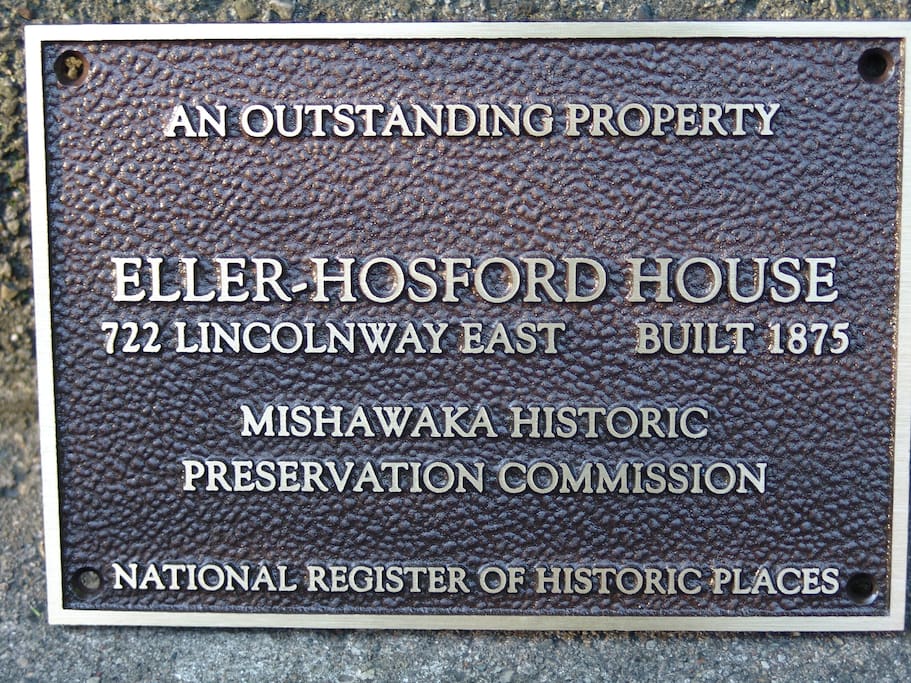 AN OUTSTANDING PROPERTY
ELLER-HOSFORD HOUSE
722 LINCOLNWAY EAST BUILT 1875
MISHAWAKA HISTORIC
PRESERVATION COMMISSION
NATIONAL REGISTER OF HISTORIC PLACES